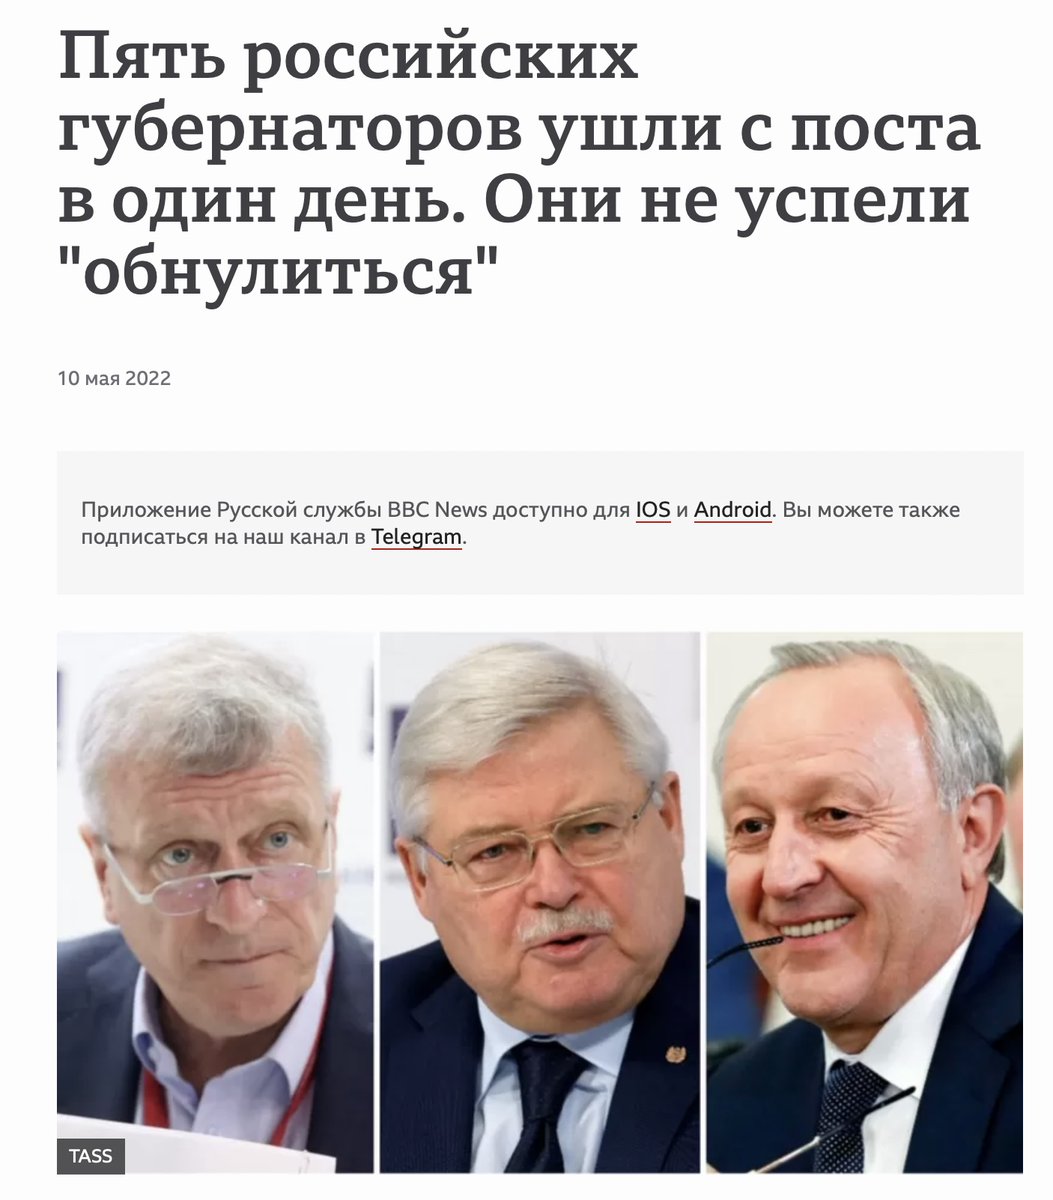 Пять российских
губернаторов ушли с поста
в один день. Они не успели
"обнулиться"
10 мая 2022
Приложение Русской службы BBC News доступно для IOS и Android. Вы можете также
подписаться на наш канал в Telegram.
TASS